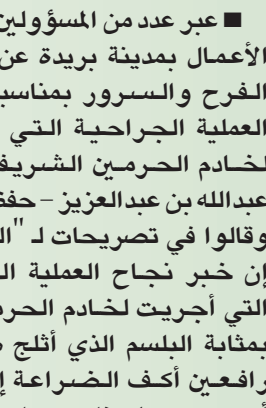 ■ عبر عدد من المسؤولين
الأعمال بمدينة بريدة عن
الفرح والسرور بمناسب
العملية الجراحية التي
لخادم الحرمين الشريف
عبدالله بن عبدالعزيز – حفظ
وقالوا في تصريحات لـ "ال
إن خبر نجاح العملية ال
التي أجريت لخادم الحرم
بمثابة البلسم الذي أثلج ص
رافعين أكف الضراعة إ